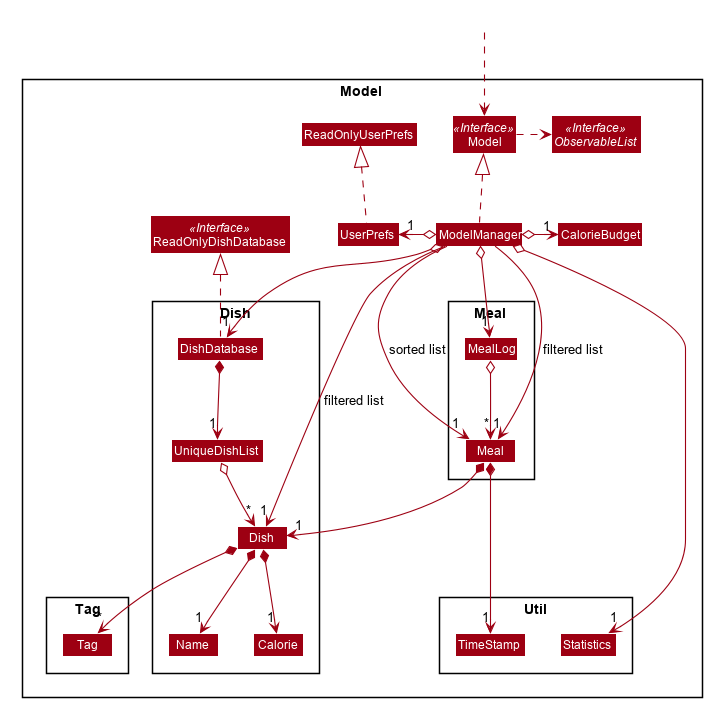 Model
ReadOnlyUserPrefs
«Interface»
Model
«Interface»
ObservableList
«Interface»
ReadOnlyDishDatabase
UserPrefs
1
ModelManager
1
CalorieBudget
Dish
1
Meal
1
DishDatabase
sorted list
MealLog
filtered list
filtered list
1
UniqueDishList
1
*
1
Meal
*
1
Dish
1
Tag
*
Tag
1
Name
1
Calorie
Util
1
TimeStamp
1
Statistics